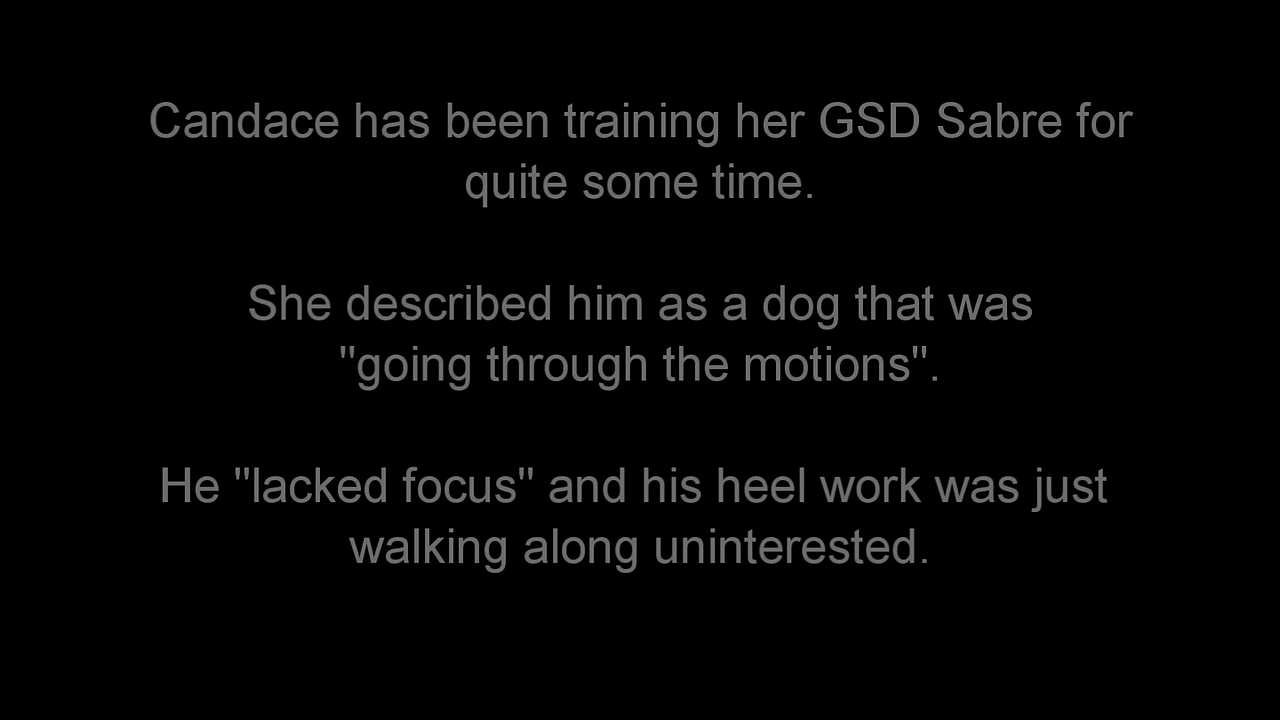 Candace has been training her GSD Sabre for
quite some time.
She described him as a dog that was
"going through the motions".
He "lacked focus" and his heel work was just
walking along uninterested.